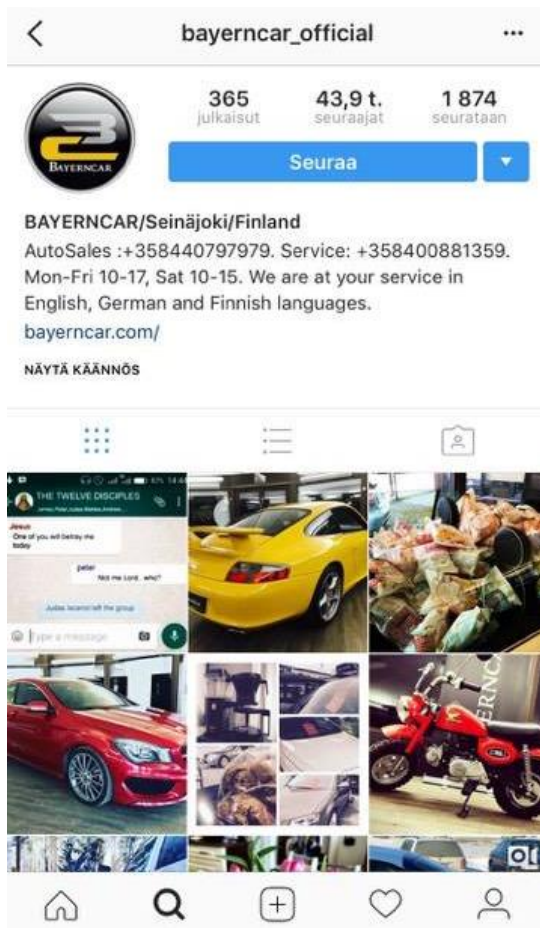 bayerncar_official
365
43,9 t.
1 874
julkaisut
seuraajat
seurataan
BAYERNCAR
Seuraa
BAYERNCAR/Seinäjoki/Finland
AutoSales :+358440797979. Service: +358400881359.
Mon-Fri 10-17, Sat 10-15. We are at your service in
English, German and Finnish languages.
bayerncar.com/
NÄYTÄ KÄÄNNÖS
THE TWELVE DISCIPLES
Jesus
One of you will betray me
today
peter
Not me Lord.. who?
Judas Iscariot left the group
Type a message